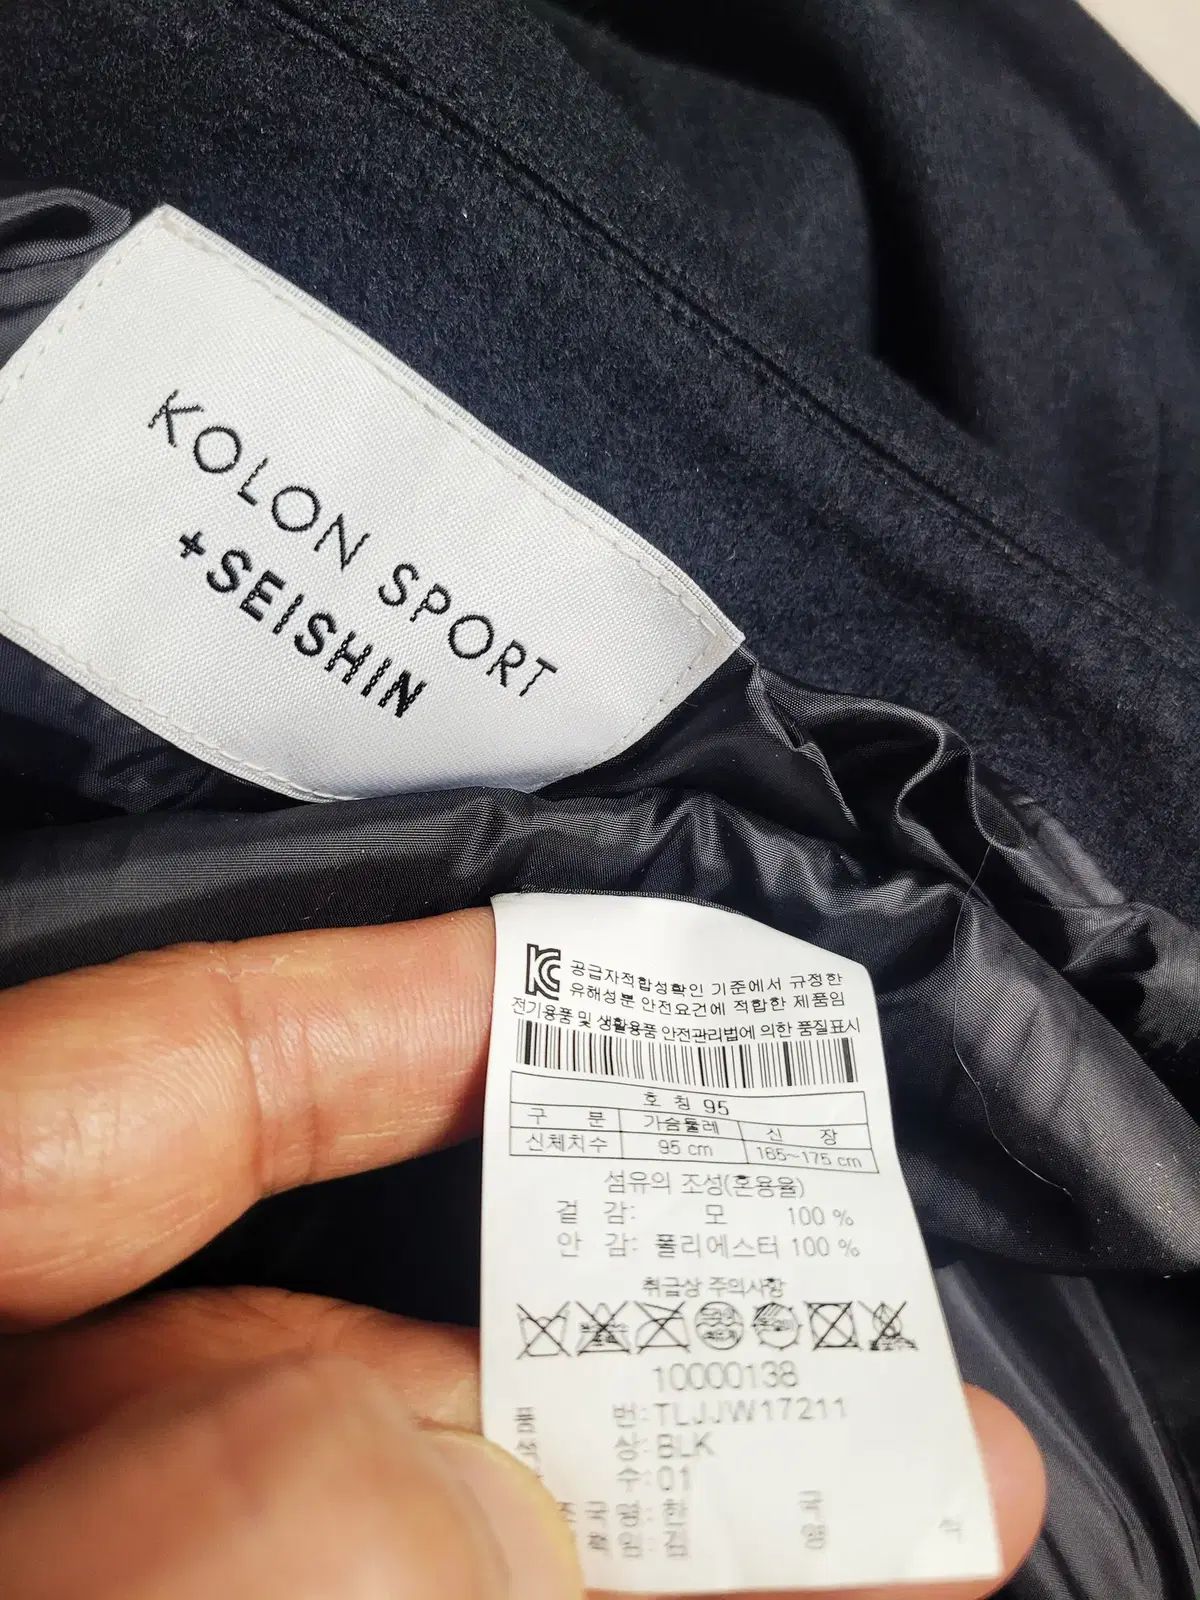 KOLON SPORT
+SEISHIN
KC 공급자적합성확인 기준에서 규정한
유해성분 안전요건에 적합한 제품임
전기용품 및 생활용품 안전관리법에 의한 품질표시
호 칭 95
구 분 가슴둘레 신 장
신체치수 95 cm 165~175 cm
섬유의 조성(혼용율)
겉 감: 모 100 %
안 감: 폴리에스터 100 %
취급상 주의사항
10000138
번: TLJJW17211
상: BLK
수: 01